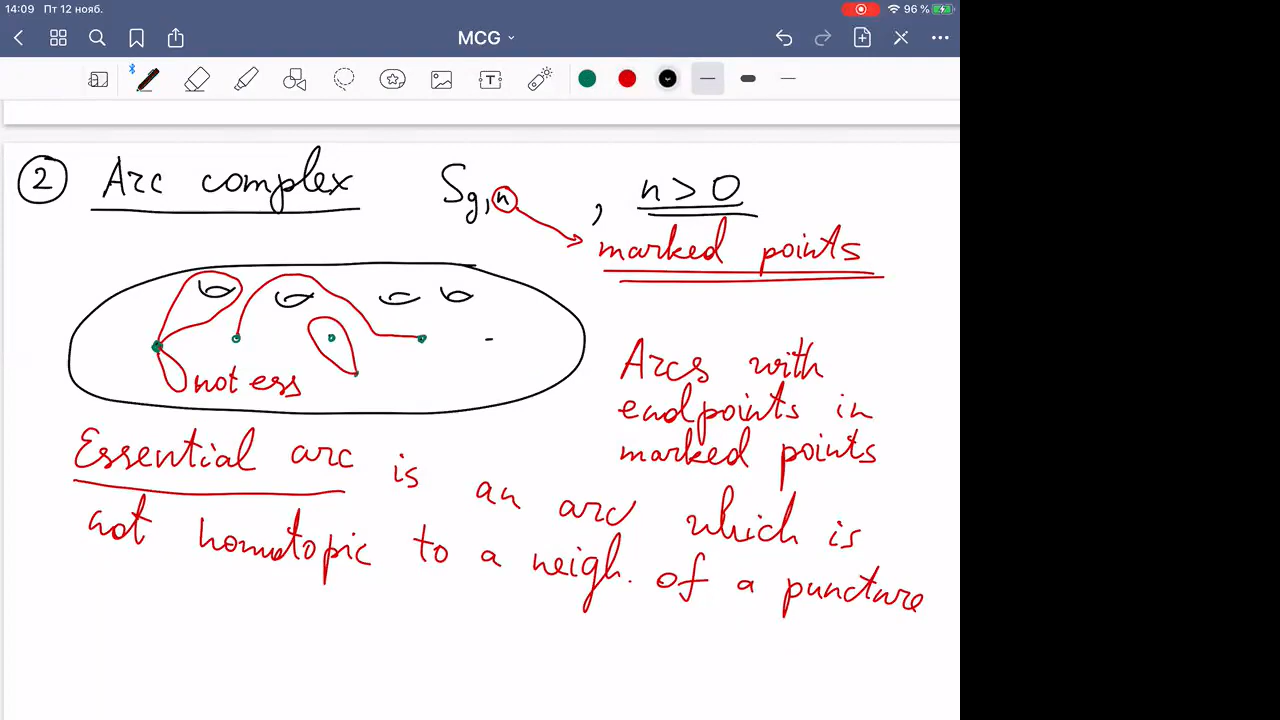 14:09 Пт 12 нояб.
96 %
MCG
T
2 Arc complex S_{g,n} , n > 0
marked points
not ess
Arcs with
endpoints in
marked points
Essential arc is an arc which is
not homotopic to a neigh. of a puncture